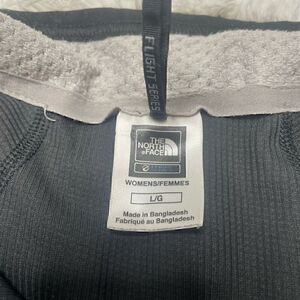 FLIGHT SERIES
THE
NORTH
FACE
WOMENS/FEMMES
L/G
Made in Bangladesh
Fabriqué au Bangladesh